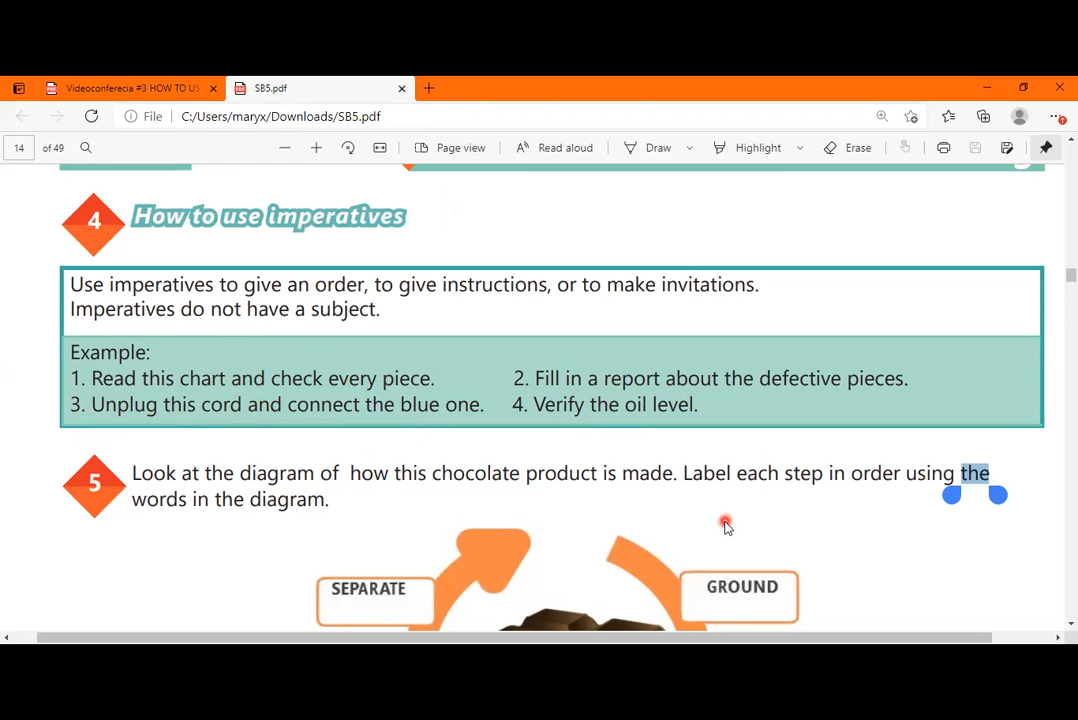 Videoconferecia #3 HOW TO US
SB5.pdf
File
C:/Users/maryx/Downloads/SB5.pdf
14
of 49
Page view
Read aloud
Draw
Highlight
Erase
4
How to use imperatives
Use imperatives to give an order, to give instructions, or to make invitations.
Imperatives do not have a subject.
Example:
1. Read this chart and check every piece.
2. Fill in a report about the defective pieces.
3. Unplug this cord and connect the blue one.
4. Verify the oil level.
5
Look at the diagram of how this chocolate product is made. Label each step in order using the
words in the diagram.
SEPARATE
GROUND